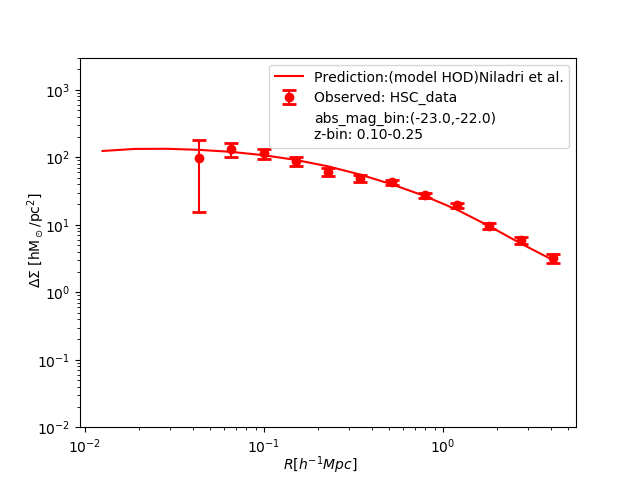 Prediction:(model HOD)Niladri et al.
Observed: HSC_data
abs_mag_bin:(-23.0,-22.0)
z-bin: 0.10-0.25
10³
10²
10¹
10⁰
10⁻¹
10⁻²
ΔΣ [hM⊙/pc²]
10⁻² 10⁻¹ 10⁰
R[h⁻¹Mpc]